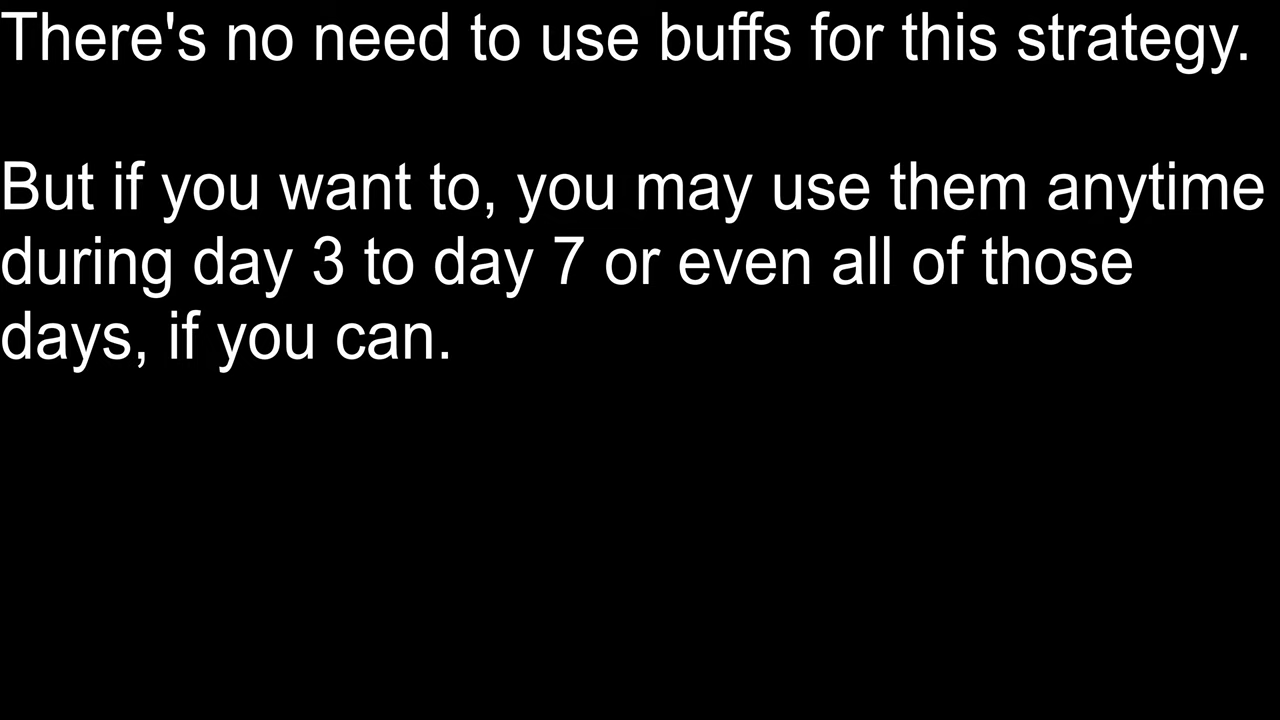 There's no need to use buffs for this strategy.
But if you want to, you may use them anytime
during day 3 to day 7 or even all of those
days, if you can.